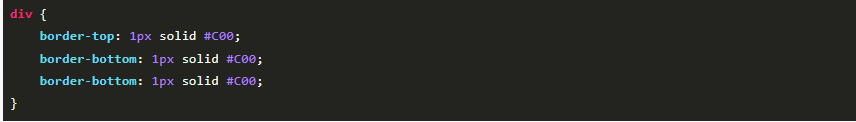 div {
    border-top: 1px solid #C00;
    border-bottom: 1px solid #C00;
    border-bottom: 1px solid #C00;
}